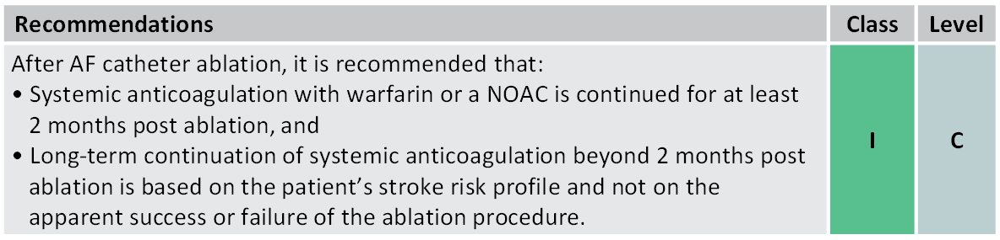 Recommendations Class Level
After AF catheter ablation, it is recommended that:
• Systemic anticoagulation with warfarin or a NOAC is continued for at least
2 months post ablation, and
• Long-term continuation of systemic anticoagulation beyond 2 months post
ablation is based on the patient’s stroke risk profile and not on the
apparent success or failure of the ablation procedure.
I C